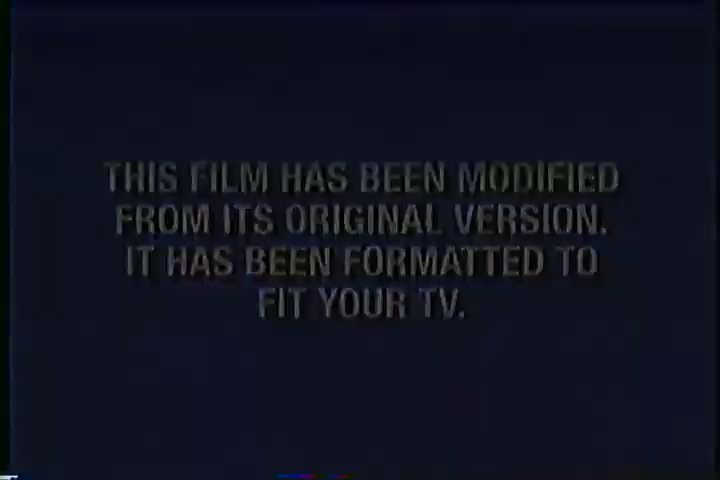 THIS FILM HAS BEEN MODIFIED
FROM ITS ORIGINAL VERSION.
IT HAS BEEN FORMATTED TO
FIT YOUR TV.